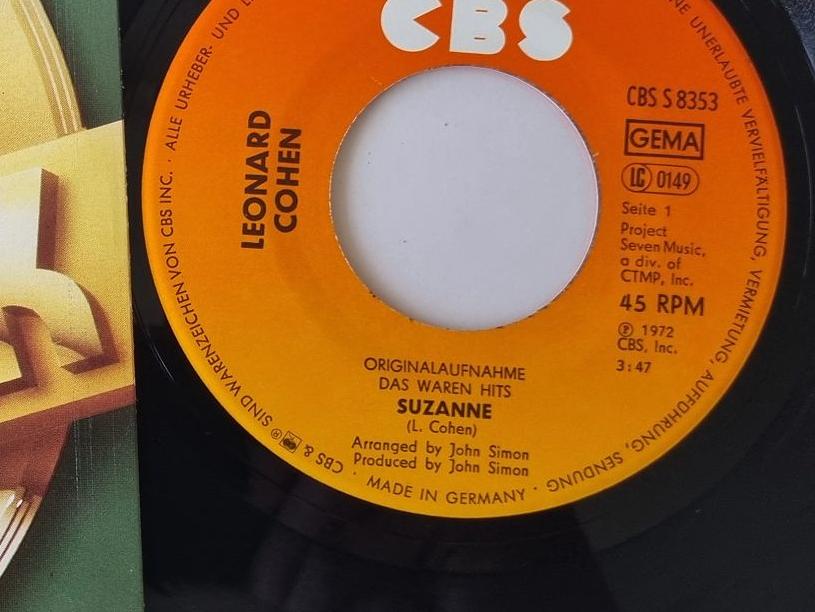 CBS
LEONARD
COHEN
CBS S 8353
GEMA
LC 0149
Seite 1
Project
Seven Music,
a div. of
CTMP, Inc.
45 RPM
Ⓟ 1972
CBS, Inc.
3:47
ORIGINALAUFNAHME
DAS WAREN HITS
SUZANNE
(L. Cohen)
Arranged by John Simon
Produced by John Simon
CBS & ® SIND WARENZEICHEN VON CBS INC. · ALLE URHEBER- UND
UNERLAUBTE VERVIELFÄLTIGUNG, VERMIETUNG, AUFFÜHRUNG, SENDUNG ·
MADE IN GERMANY ·